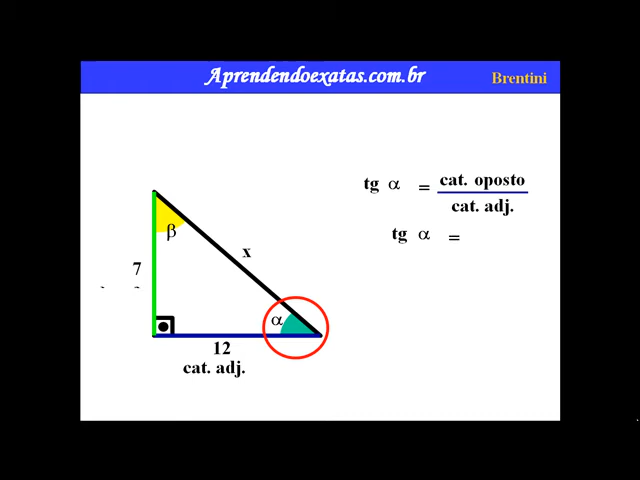 Aprendendoexatas.com.br
Brentini
tg α = cat. oposto
cat. adj.
tg α =
β
x
7
α
12
cat. adj.